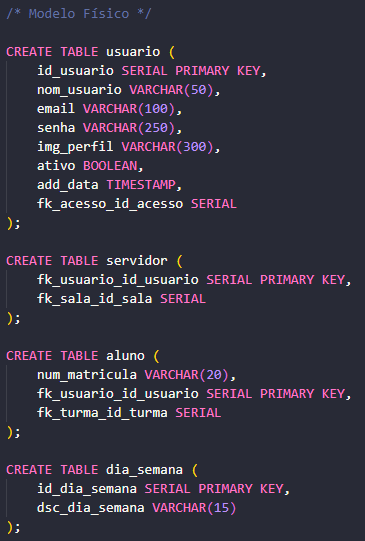 /* Modelo Físico */
CREATE TABLE usuario (
id_usuario SERIAL PRIMARY KEY,
nom_usuario VARCHAR(50),
email VARCHAR(100),
senha VARCHAR(250),
img_perfil VARCHAR(300),
ativo BOOLEAN,
add_data TIMESTAMP,
fk_acesso_id_acesso SERIAL
);
CREATE TABLE servidor (
fk_usuario_id_usuario SERIAL PRIMARY KEY,
fk_sala_id_sala SERIAL
);
CREATE TABLE aluno (
num_matricula VARCHAR(20),
fk_usuario_id_usuario SERIAL PRIMARY KEY,
fk_turma_id_turma SERIAL
);
CREATE TABLE dia_semana (
id_dia_semana SERIAL PRIMARY KEY,
dsc_dia_semana VARCHAR(15)
);